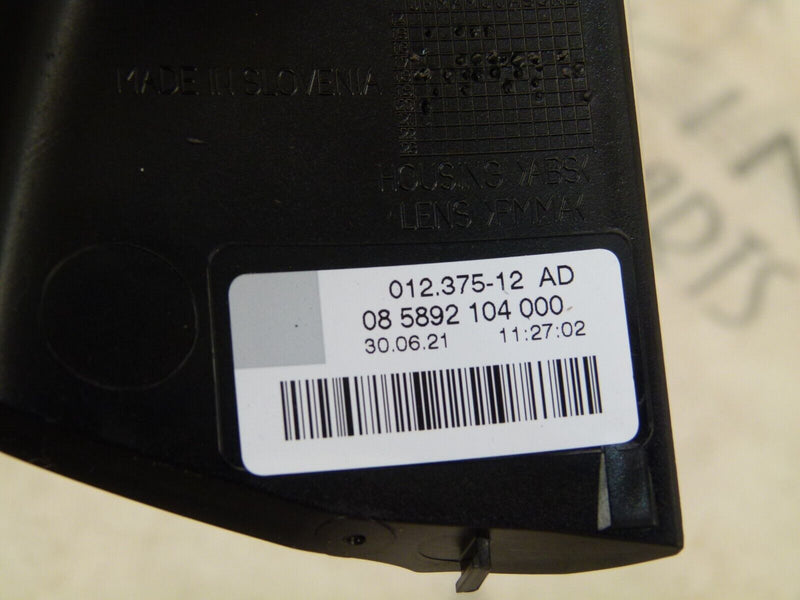 MADE IN SLOVENIA
HOUSING >ABS<
LENS >PMMA<
012.375-12 AD
08 5892 104 000
30.06.21 11:27:02